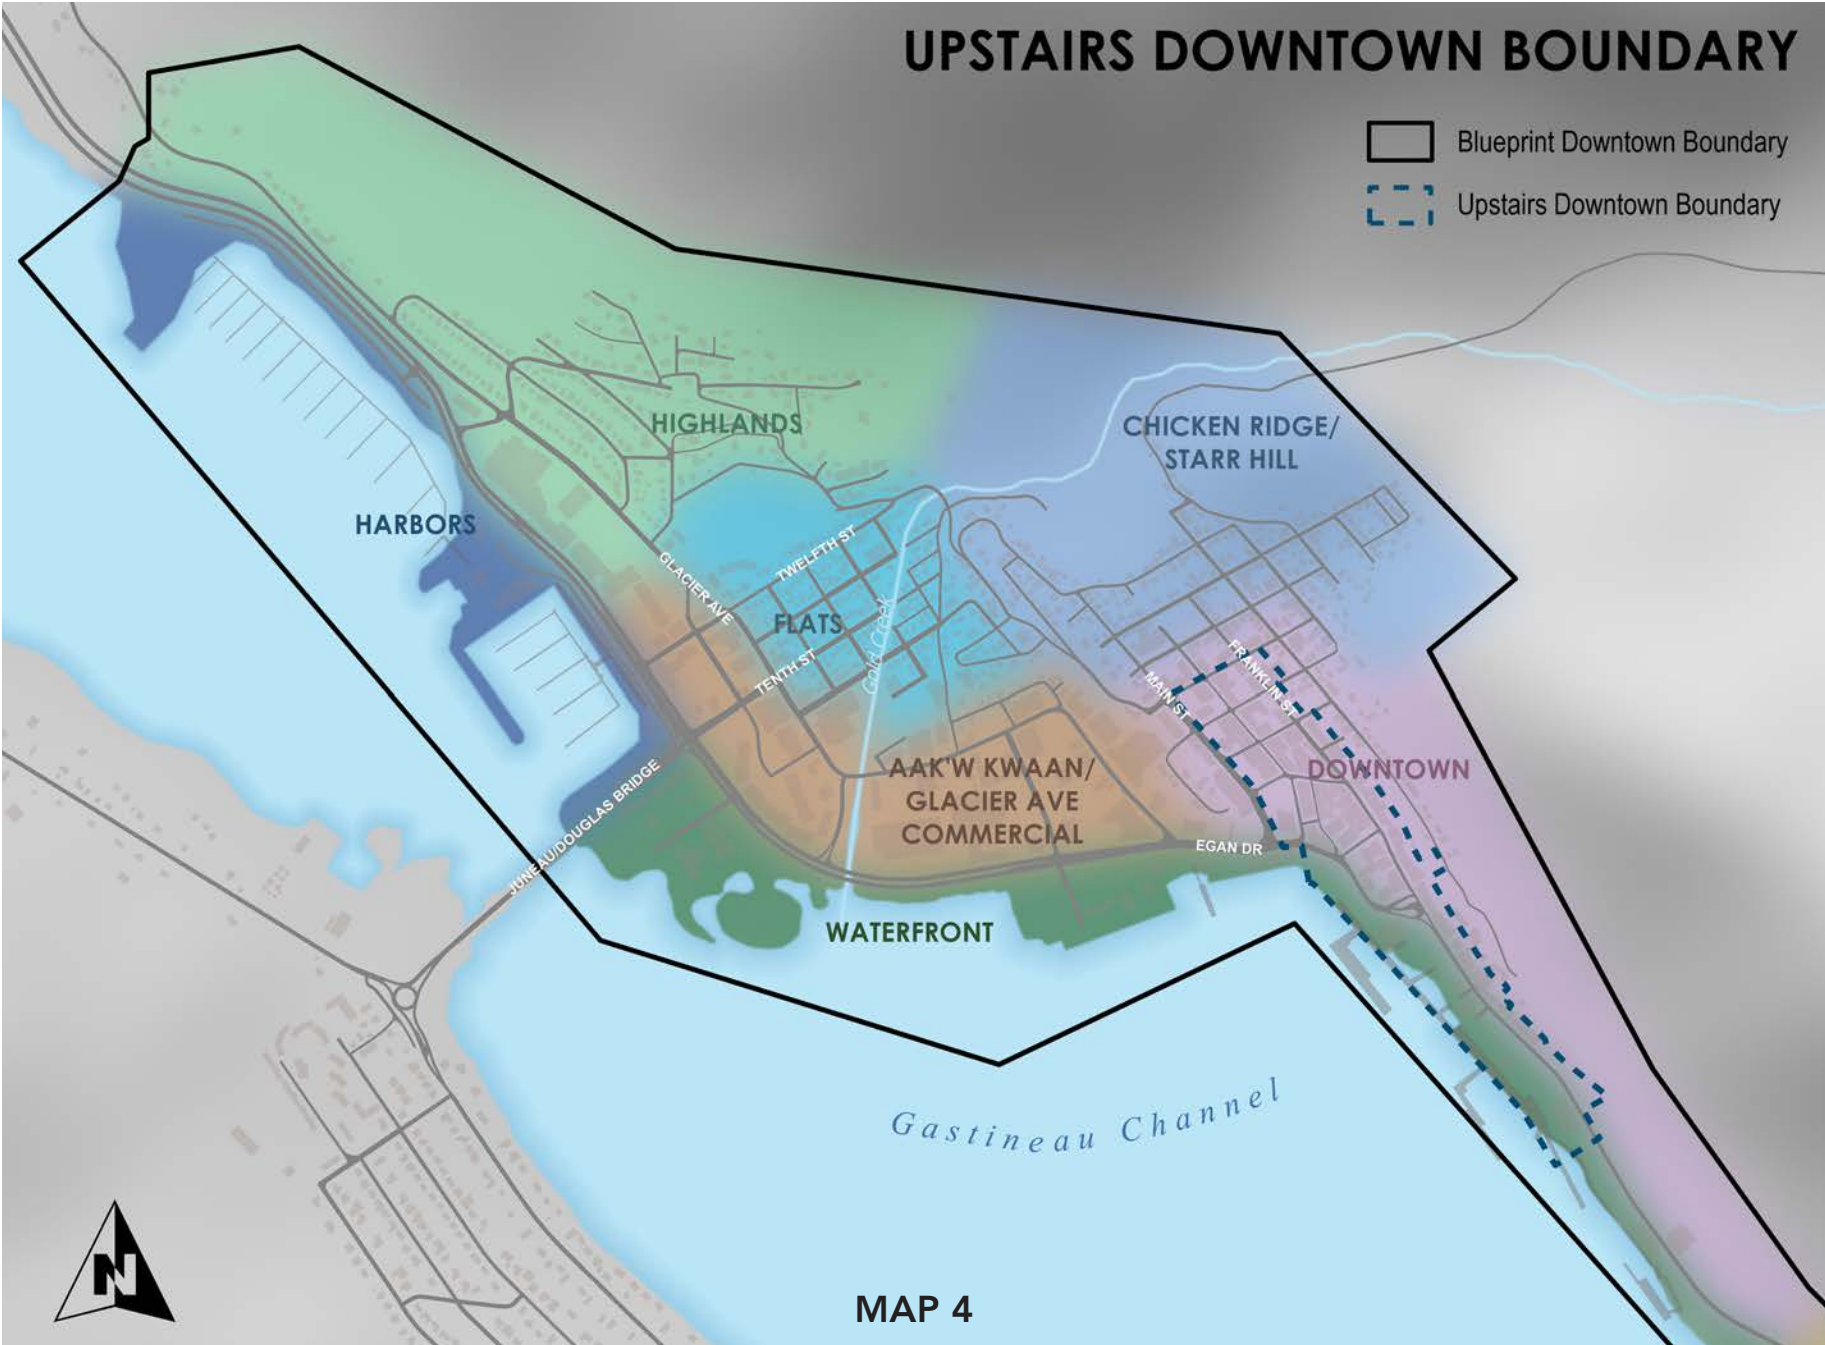 UPSTAIRS DOWNTOWN BOUNDARY
Blueprint Downtown Boundary
Upstairs Downtown Boundary
HIGHLANDS
CHICKEN RIDGE/
STARR HILL
HARBORS
TWELFTH ST
GLACIER AVE
FLATS
Gold Creek
TENTH ST
FRANKLIN ST
MAIN ST
DOWNTOWN
AAK'W KWAAN/
GLACIER AVE
COMMERCIAL
JUNEAU/DOUGLAS BRIDGE
EGAN DR
WATERFRONT
Gastineau Channel
N
MAP 4